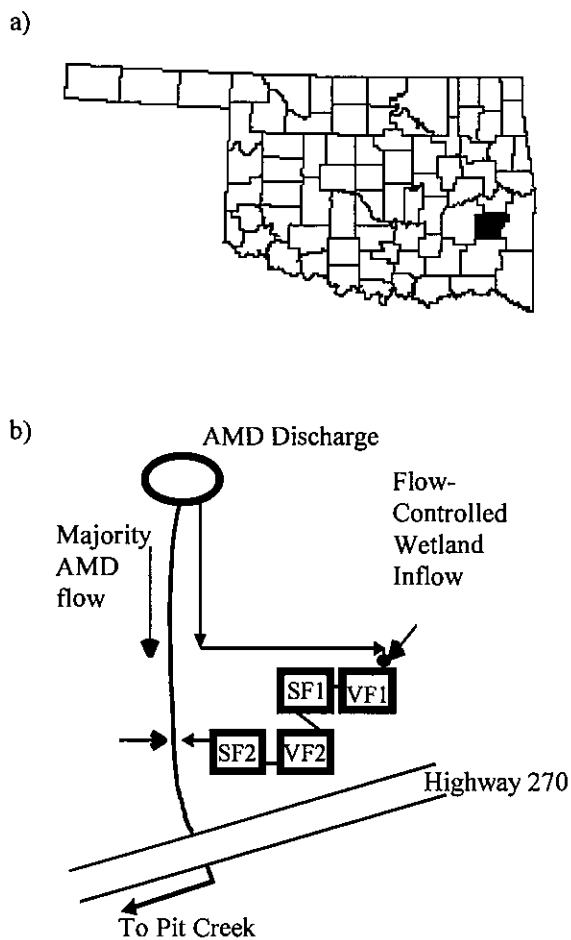 a)
b)
AMD Discharge
Majority
AMD
flow
Flow-
Controlled
Wetland
Inflow
SF1
VF1
SF2
VF2
Highway 270
To Pit Creek